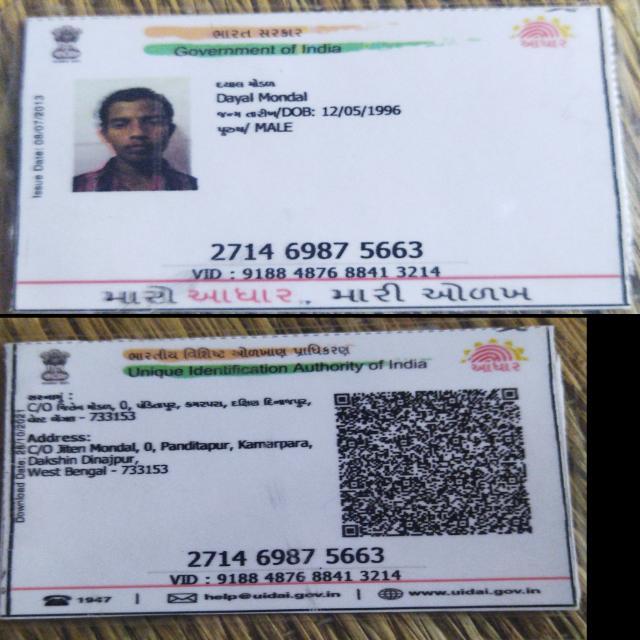 ભારત સરકાર
Government of India
આધાર
Issue Date: 08/07/2013
દયાલ મોંડલ
Dayal Mondal
જન્મ તારીખ/DOB: 12/05/1996
પુરુષ/ MALE
2714 6987 5663
VID : 9188 4876 8841 3214
મારો આધાર, મારી ઓળખ
ભારતીય વિશિષ્ટ ઓળખાણ પ્રાધિકરણ
Unique Identification Authority of India
આધાર
સરનામું :
C/O મોંડલ, 0, દક્ષિણ દિનાજપુર,
- 733153
Address:
C/O Jiten Mondal, 0, Panditapur, Kamarpara,
Dakshin Dinajpur,
West Bengal - 733153
Download Date:
2714 6987 5663
VID : 9188 4876 8841 3214
1947 | help@uidai.gov.in | www.uidai.gov.in